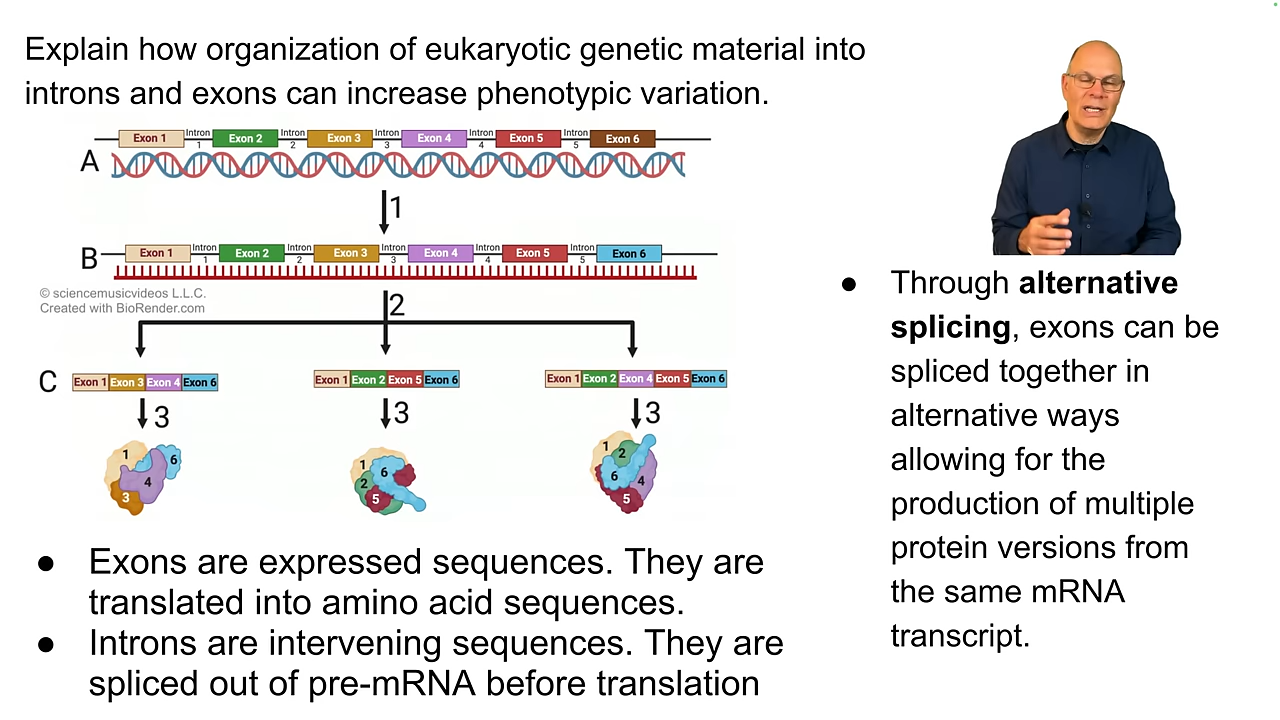 Explain how organization of eukaryotic genetic material into
introns and exons can increase phenotypic variation.
Exon 1 Intron 1 Exon 2 Intron 2 Exon 3 Intron 3 Exon 4 Intron 4 Exon 5 Intron 5 Exon 6
A
1
Exon 1 Intron 1 Exon 2 Intron 2 Exon 3 Intron 3 Exon 4 Intron 4 Exon 5 Intron 5 Exon 6
B
© sciencemusicvideos L.L.C.
Created with BioRender.com
2
C
Exon 1 Exon 3 Exon 4 Exon 6
Exon 1 Exon 2 Exon 5 Exon 6
Exon 1 Exon 2 Exon 4 Exon 5 Exon 6
3 3 3
1 6 4 3
1 6 2 5
1 2 6 4 5
● Exons are expressed sequences. They are
translated into amino acid sequences.
● Introns are intervening sequences. They are
spliced out of pre-mRNA before translation
● Through alternative
splicing, exons can be
spliced together in
alternative ways
allowing for the
production of multiple
protein versions from
the same mRNA
transcript.